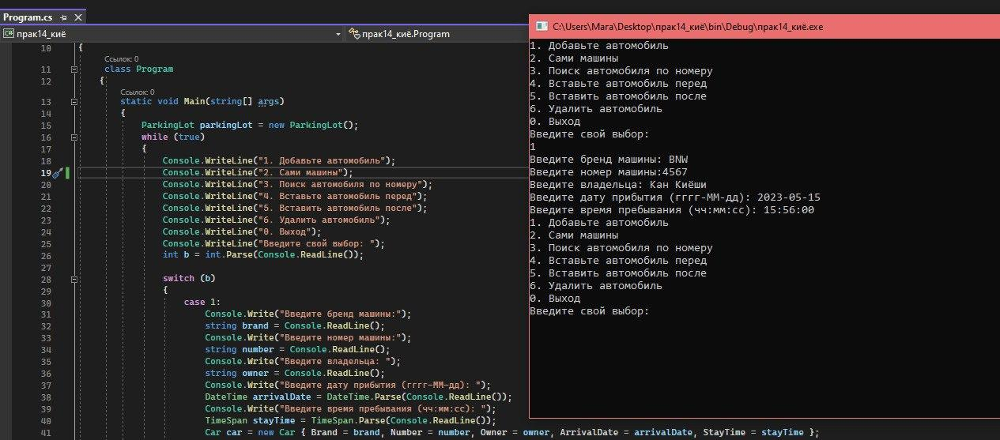 Program.cs
C# прак14_киё
прак14_киё.Program
10 {
Ссылок: 0
11 class Program
12 {
Ссылок: 0
13 static void Main(string[] args)
14 {
15 ParkingLot parkingLot = new ParkingLot();
16 while (true)
17 {
18 Console.WriteLine("1. Добавьте автомобиль");
19 Console.WriteLine("2. Сами машины");
20 Console.WriteLine("3. Поиск автомобиля по номеру");
21 Console.WriteLine("4. Вставьте автомобиль перед");
22 Console.WriteLine("5. Вставить автомобиль после");
23 Console.WriteLine("6. Удалить автомобиль");
24 Console.WriteLine("0. Выход");
25 Console.WriteLine("Введите свой выбор: ");
26 int b = int.Parse(Console.ReadLine());
27
28 switch (b)
29 {
30 case 1:
31 Console.Write("Введите бренд машины:");
32 string brand = Console.ReadLine();
33 Console.Write("Введите номер машины:");
34 string number = Console.ReadLine();
35 Console.Write("Введите владельца: ");
36 string owner = Console.ReadLine();
37 Console.Write("Введите дату прибытия (гггг-ММ-дд): ");
38 DateTime arrivalDate = DateTime.Parse(Console.ReadLine());
39 Console.Write("Введите время пребывания (чч:мм:сс): ");
40 TimeSpan stayTime = TimeSpan.Parse(Console.ReadLine());
41 Car car = new Car { Brand = brand, Number = number, Owner = owner, ArrivalDate = arrivalDate, StayTime = stayTime };
C:\Users\Mara\Desktop\прак14_киё\bin\Debug\прак14_киё.exe
1. Добавьте автомобиль
2. Сами машины
3. Поиск автомобиля по номеру
4. Вставьте автомобиль перед
5. Вставить автомобиль после
6. Удалить автомобиль
0. Выход
Введите свой выбор:
1
Введите бренд машины: BNW
Введите номер машины:4567
Введите владельца: Кан Киёши
Введите дату прибытия (гггг-ММ-дд): 2023-05-15
Введите время пребывания (чч:мм:сс): 15:56:00
1. Добавьте автомобиль
2. Сами машины
3. Поиск автомобиля по номеру
4. Вставьте автомобиль перед
5. Вставить автомобиль после
6. Удалить автомобиль
0. Выход
Введите свой выбор: